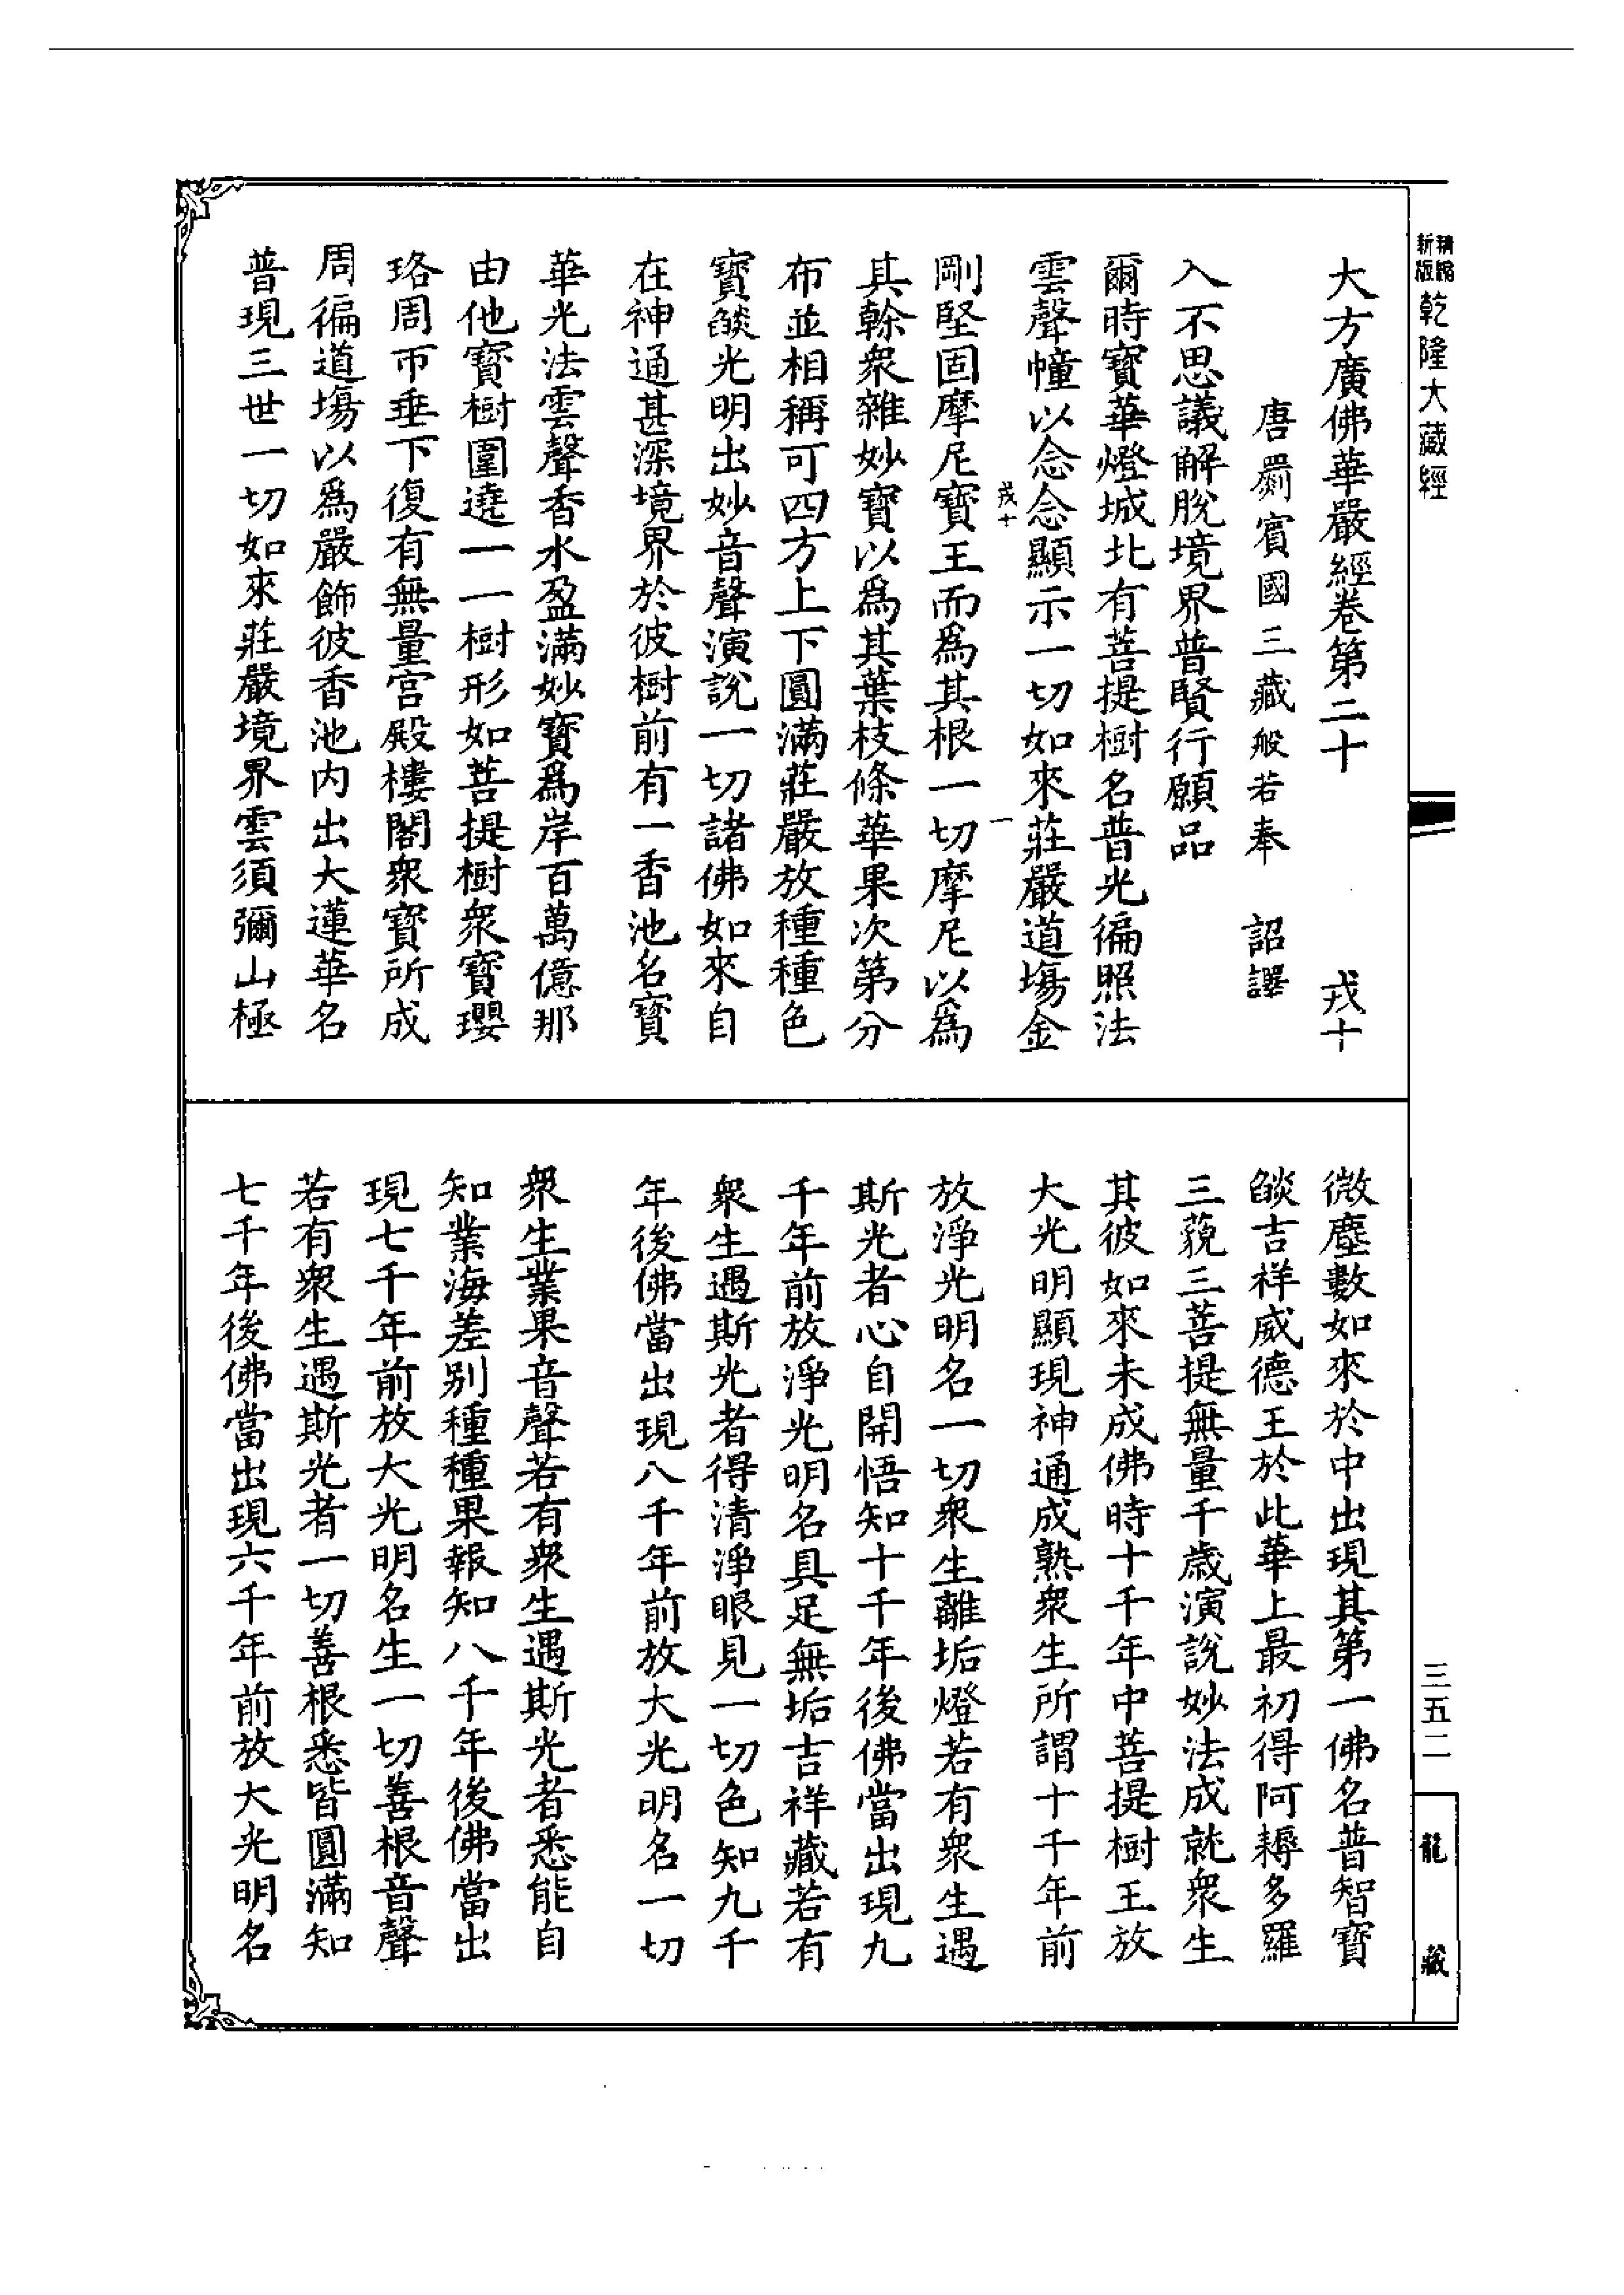 精編新版乾隆大藏經
大方廣佛華嚴經卷第二十 戎十
唐罽賓國三藏般若奉 詔譯
入不思議解脫境界普賢行願品
爾時寶華燈城北有菩提樹名普光徧照法
雲聲幢以念念顯示一切如來莊嚴道場金
戎十 一
剛堅固摩尼寶王而為其根一切摩尼以為
其榦衆雜妙寶以為其葉枝條華果次第分
布並相稱可四方上下圓滿莊嚴放種種色
寶燄光明出妙音聲演說一切諸佛如來自
在神通甚深境界於彼樹前有一香池名寶
華光法雲聲香水盈滿妙寶為岸百萬億那
由他寶樹圍遶一一樹形如菩提樹衆寶瓔
珞周帀垂下復有無量宮殿樓閣衆寶所成
周徧道場以為嚴飾彼香池內出大蓮華名
普現三世一切如來莊嚴境界雲須彌山極
微塵數如來於中出現其第一佛名普智寶
燄吉祥威德王於此華上最初得阿耨多羅
三藐三菩提無量千歲演說妙法成就衆生
其彼如來未成佛時十千年中菩提樹王放
大光明顯現神通成熟衆生所謂十千年前
放淨光明名一切衆生離垢燈若有衆生遇
斯光者心自開悟知十千年後佛當出現九
千年前放淨光明名具足無垢吉祥藏若有
衆生遇斯光者得清淨眼見一切色知九千
年後佛當出現八千年前放大光明名一切
衆生業果音聲若有衆生遇斯光者悉能自
知業海差別種種果報知八千年後佛當出
現七千年前放大光明名生一切善根音聲
若有衆生遇斯光者一切善根悉皆圓滿知
七千年後佛當出現六千年前放大光明名
三五二
龍藏